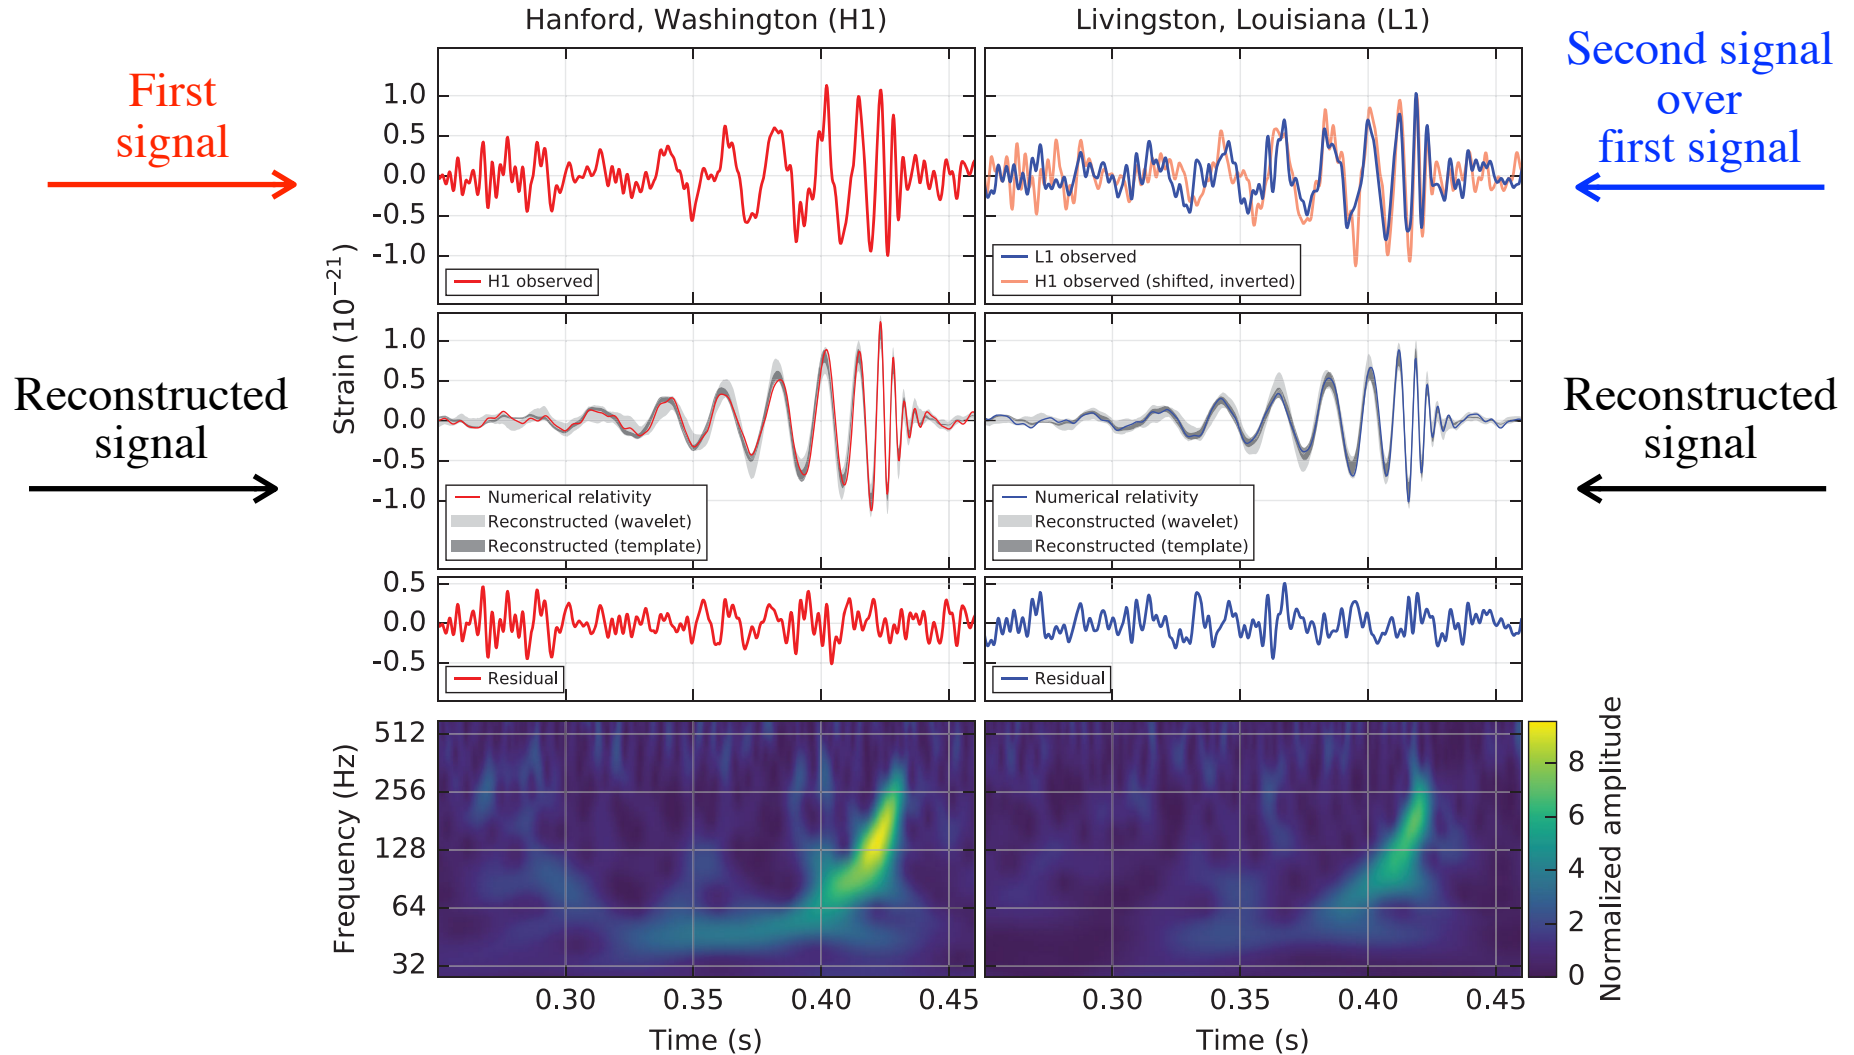 Hanford, Washington (H1)
Livingston, Louisiana (L1)
First
signal
Second signal
over
first signal
Strain (10⁻²¹)
1.0
0.5
0.0
-0.5
-1.0
H1 observed
L1 observed
H1 observed (shifted, inverted)
Reconstructed
signal
Reconstructed
signal
1.0
0.5
0.0
-0.5
-1.0
Numerical relativity
Reconstructed (wavelet)
Reconstructed (template)
Numerical relativity
Reconstructed (wavelet)
Reconstructed (template)
0.5
0.0
-0.5
Residual
Residual
Frequency (Hz)
512
256
128
64
32
Normalized amplitude
8
6
4
2
0
0.30 0.35 0.40 0.45
0.30 0.35 0.40 0.45
Time (s)
Time (s)